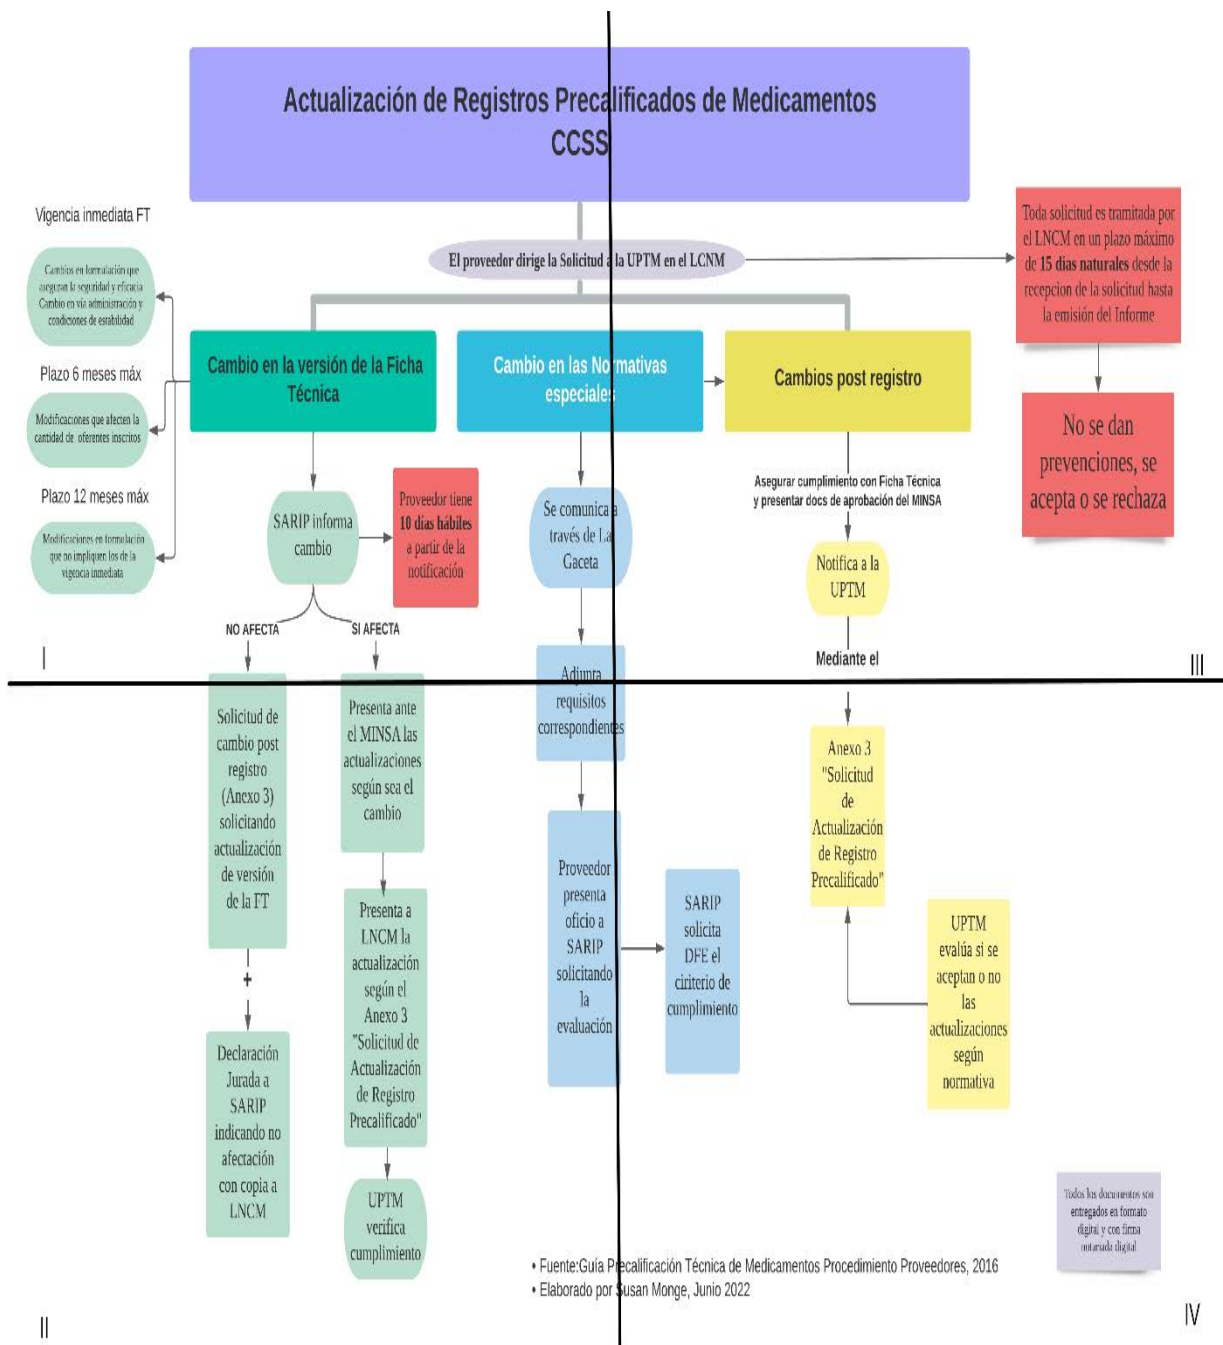 Actualización de Registros Precalificados de Medicamentos
CCSS
El proveedor dirige la Solicitud a la UPTM en el LCNM
Toda solicitud es tramitada por
el LNCM en un plazo máximo
de 15 días naturales desde la
recepcion de la solicitud hasta
la emisión del Informe
No se dan
prevenciones, se
acepta o se rechaza
Vigencia inmediata FT
Cambios en formulación que
aseguran la seguridad y eficacia
Cambio en via administración y
condiciones de estabilidad
Plazo 6 meses máx
Modificaciones que afecten la
cantidad de oferentes inscritos
Plazo 12 meses máx
Modificaciones en formulación
que no impliquen los de la
vigencia inmediata
Cambio en la versión de la Ficha
Técnica
SARIP informa
cambio
Proveedor tiene
10 días hábiles
a partir de la
notificación
NO AFECTA
SI AFECTA
Solicitud de
cambio post
registro
(Anexo 3)
solicitando
actualización
de versión
de la FT
+
Declaración
Jurada a
SARIP
indicando no
afectación
con copia a
LNCM
Presenta ante
el MINSA las
actualizaciones
según sea el
cambio
Presenta a
LNCM la
actualización
según el
Anexo 3
"Solicitud de
Actualización
de Registro
Precalificado"
UPTM
verifica
cumplimiento
Cambio en las Normativas
especiales
Se comunica a
través de La
Gaceta
Adjunta
requisitos
correspondientes
Proveedor
presenta
oficio a
SARIP
solicitando
la
evaluación
SARIP
solicita
DFE el
ciriterio de
cumplimiento
Cambios post registro
Asegurar cumplimiento con Ficha Técnica
y presentar docs de aprobación del MINSA
Notifica a la
UPTM
Mediante el
Anexo 3
"Solicitud
de
Actualización
de Registro
Precalificado"
UPTM
evalúa si se
aceptan o no
las
actualizaciones
según
normativa
Todos los documentos son
entregados en formato
digital y con firma
notariada digital
• Fuente:Guía Precalificación Técnica de Medicamentos Procedimiento Proveedores, 2016
• Elaborado por Susan Monge, Junio 2022
I
II
III
IV